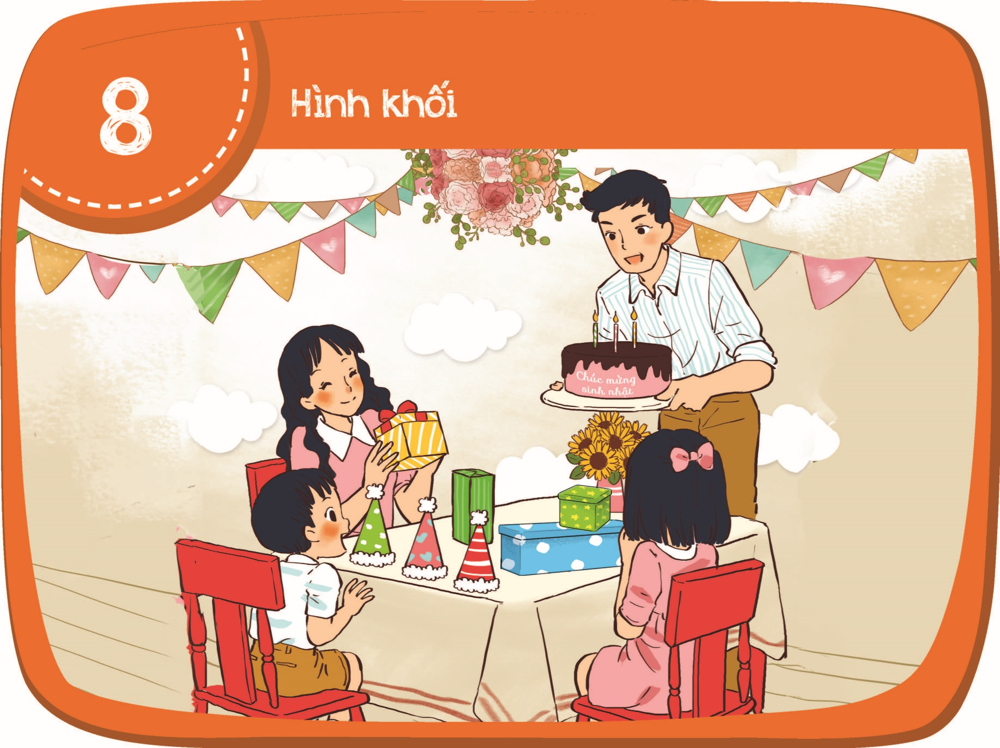 8
Hình khối
Chúc mừng
sinh nhật